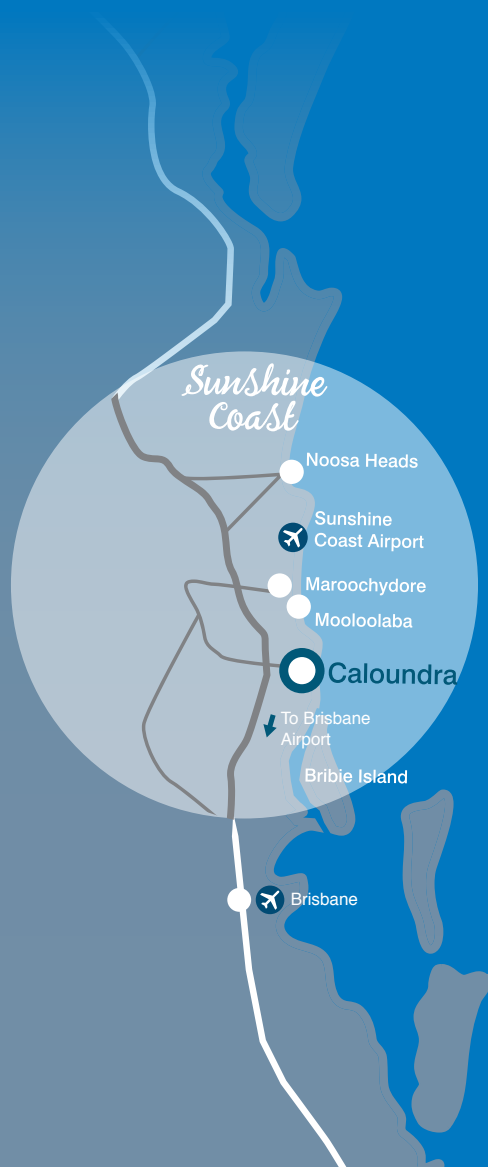 Sunshine
Coast
Noosa Heads
Sunshine
Coast Airport
Maroochydore
Mooloolaba
Caloundra
To Brisbane
Airport
Bribie Island
Brisbane